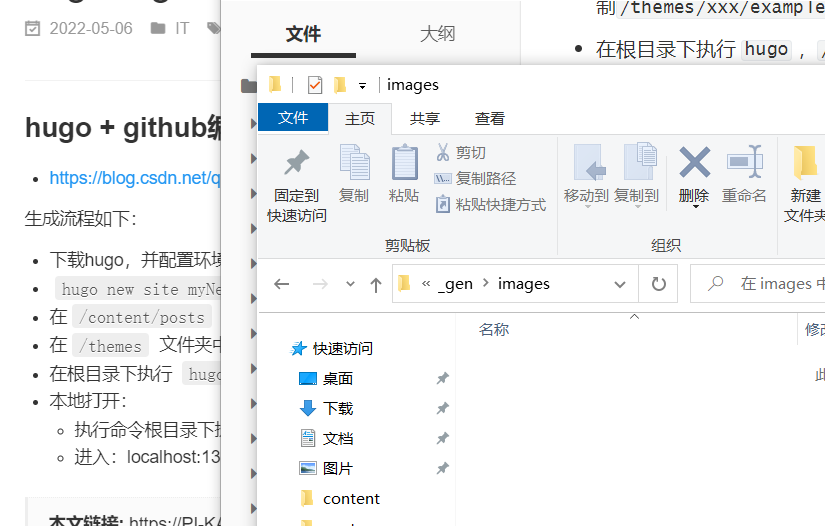 2022-05-06 IT
hugo + github编
https://blog.csdn.net/q
生成流程如下：
下载hugo，并配置环境
hugo new site myNe
在 /content/posts
在 /themes 文件夹中
在根目录下执行 hugo
本地打开：
执行命令根目录下执
进入：localhost:13
本文链接: https://PI-KA
文件 大纲
制 /themes/xxx/example
在根目录下执行 hugo ，
images
文件 主页 共享 查看
固定到
快速访问
复制
粘贴
剪切
复制路径
粘贴快捷方式
剪贴板
移动到 复制到 删除 重命名
组织
新建
文件夹
« _gen › images
在 images 中
名称 修改
此
快速访问
桌面
下载
文档
图片
content